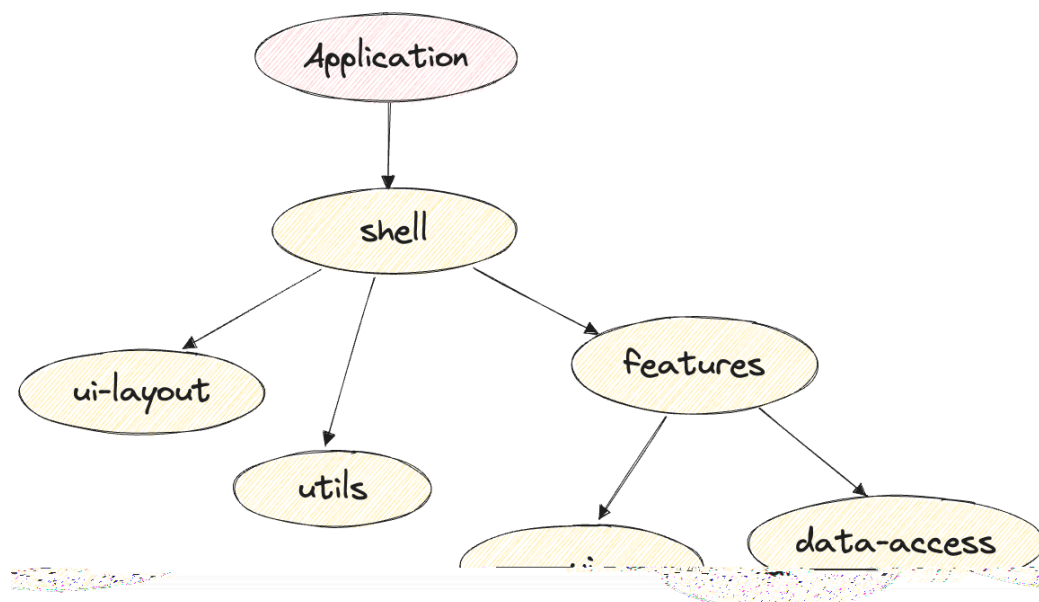 Application
shell
features
ui-layout
utils
data-access